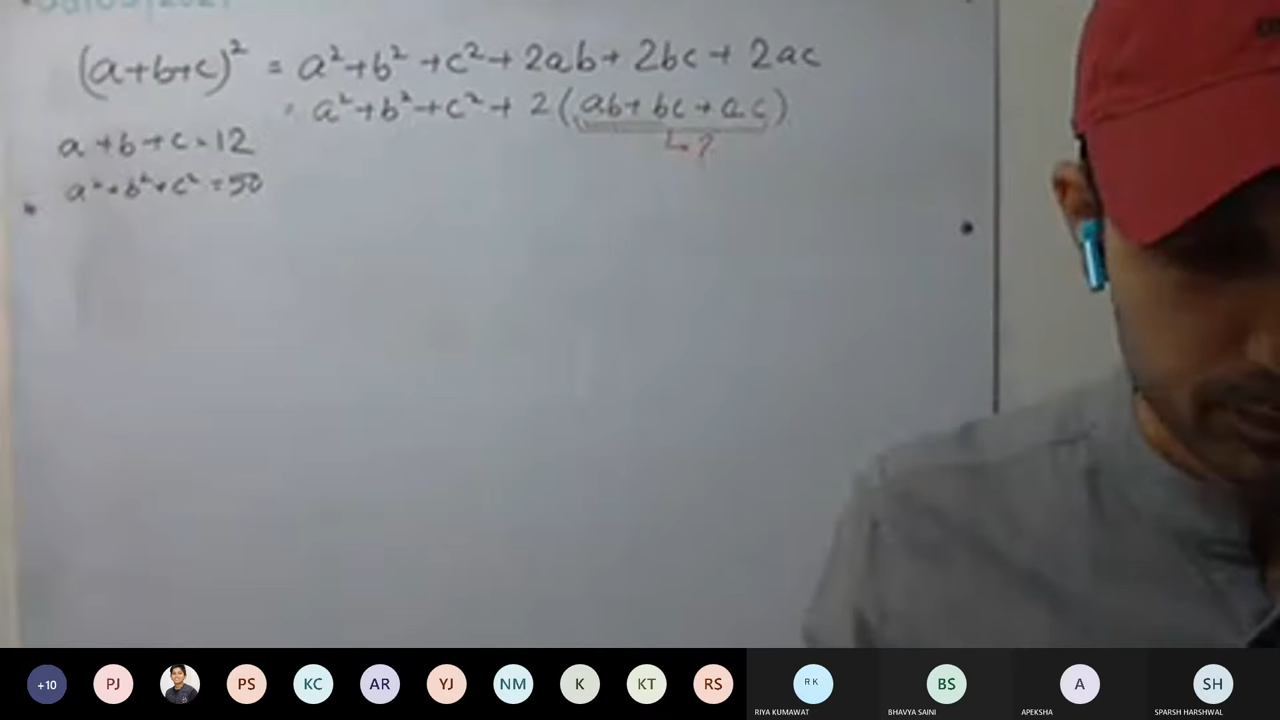 (a+b+c)² = a²+b²+c²+2ab+2bc+2ac
= a²+b²+c²+2(ab+bc+ac)
↳?
a+b+c=12
a²+b²+c²=50
+10
PJ
PS
KC
AR
YJ
NM
K
KT
RS
RK
BS
A
SH
RIYA KUMAWAT
BHAVYA SAINI
APEKSHA
SPARSH HARSHWAL